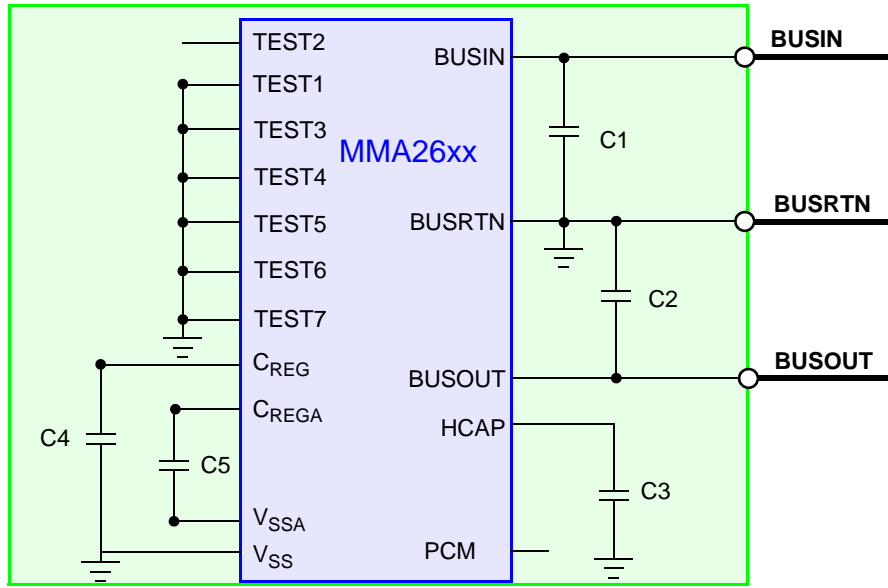 TEST2
TEST1
TEST3
TEST4
TEST5
TEST6
TEST7
CREG
CREGA
VSSA
VSS
C4
C5
MMA26xx
BUSIN
BUSRTN
BUSOUT
HCAP
PCM
C1
C2
C3
BUSIN
BUSRTN
BUSOUT